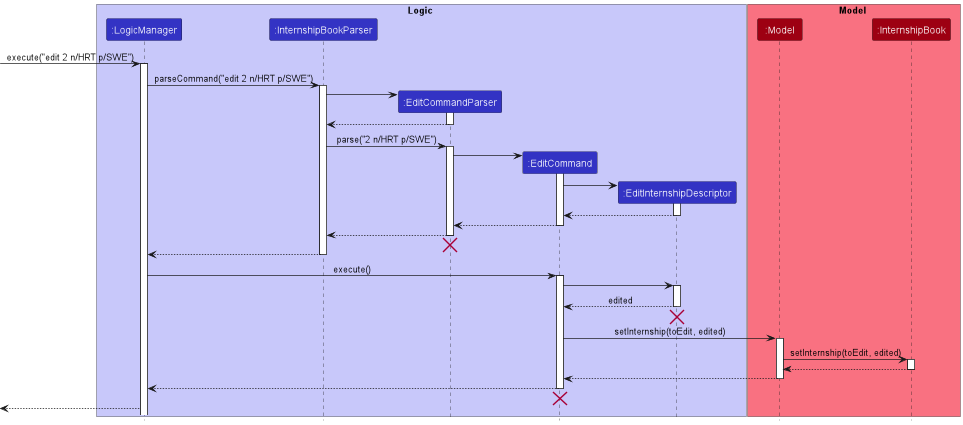 Logic
Model
:LogicManager
:InternshipBookParser
:Model
:InternshipBook
execute("edit 2 n/HRT p/SWE")
parseCommand("edit 2 n/HRT p/SWE")
:EditCommandParser
parse("2 n/HRT p/SWE")
:EditCommand
:EditInternshipDescriptor
execute()
edited
setInternship(toEdit, edited)
setInternship(toEdit, edited)